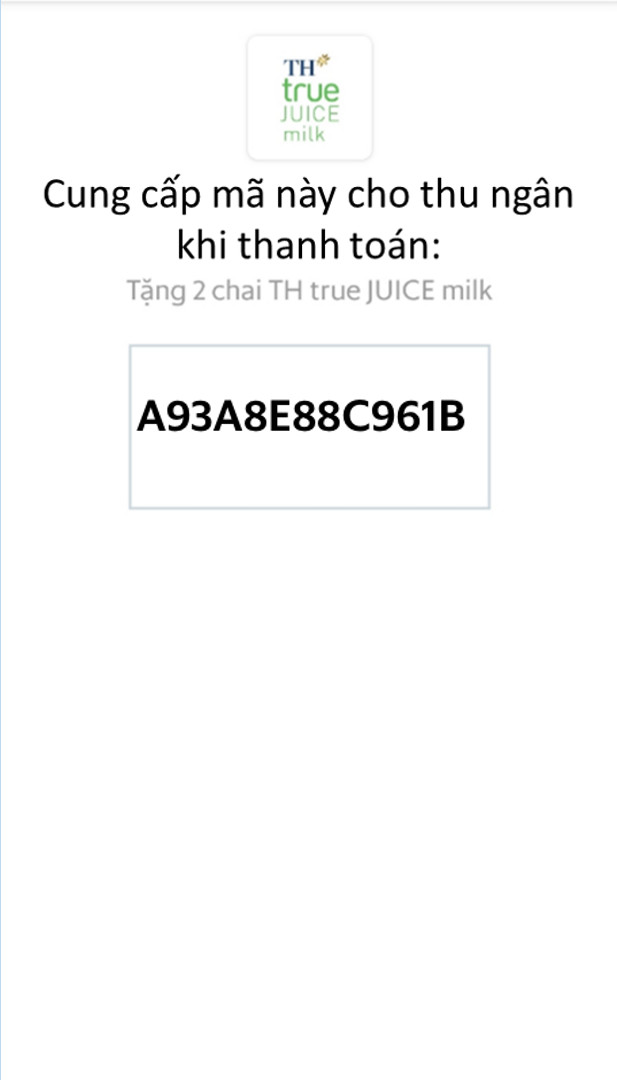 TH
true
JUICE
milk
Cung cấp mã này cho thu ngân
khi thanh toán:
Tặng 2 chai TH true JUICE milk
A93A8E88C961B